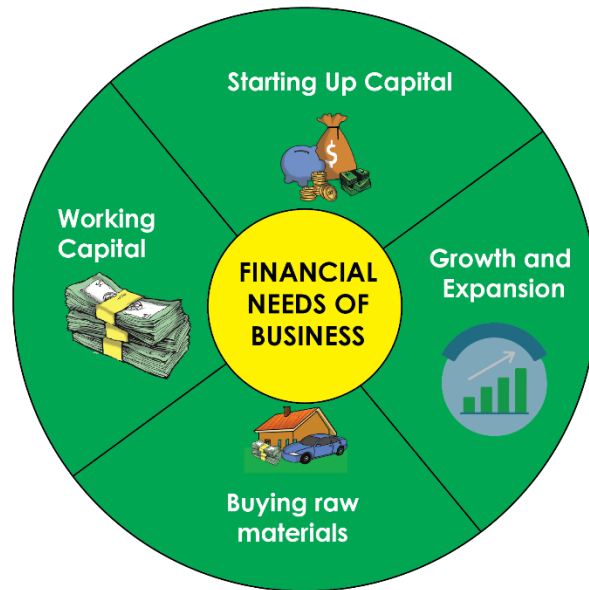 Starting Up Capital
$
Working
Capital
FINANCIAL
NEEDS OF
BUSINESS
Growth and
Expansion
Buying raw
materials